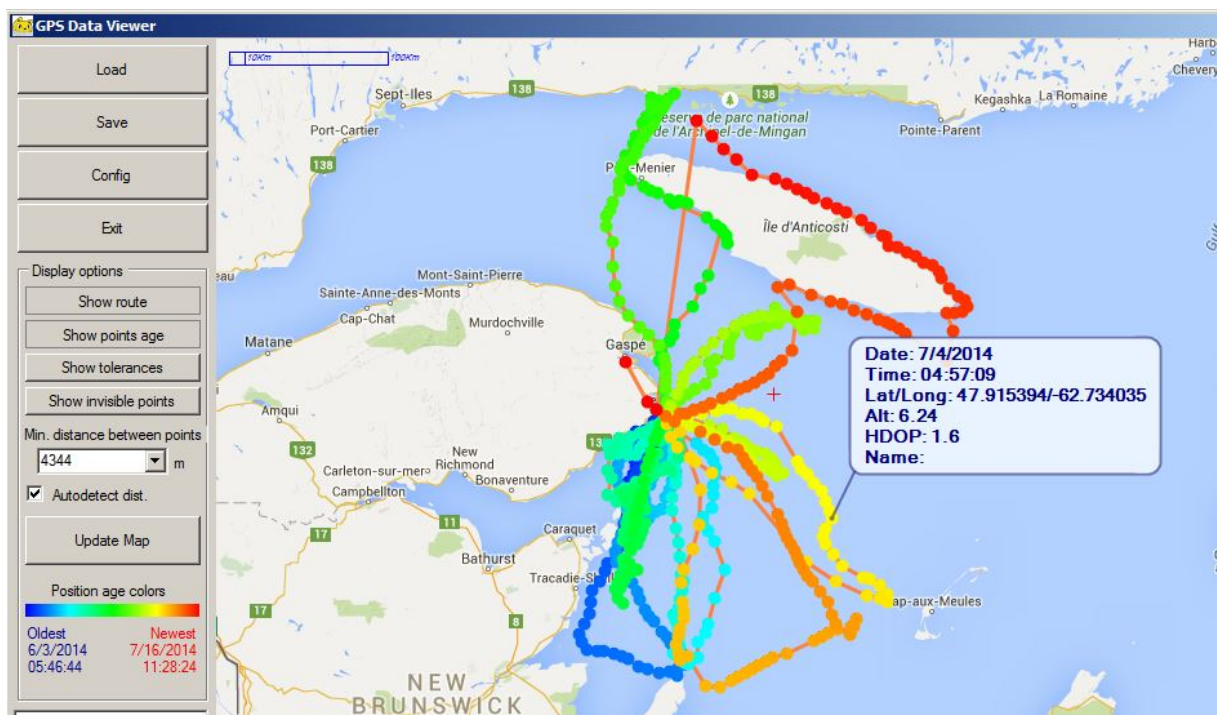 GPS Data Viewer
Load
Save
Config
Exit
Display options
Show route
Show points age
Show tolerances
Show invisible points
Min. distance between points
4344 m
Autodetect dist.
Update Map
Position age colors
Oldest Newest
6/3/2014 7/16/2014
05:46:44 11:28:24
10Km 100Km
Sept-Iles
138
138
Port-Cartier
138
parc national
de l'Archipel-de-Mingan
Kegashka
La Romaine
Chevery
Pointe-Parent
Île d'Anticosti
Mont-Saint-Pierre
Sainte-Anne-des-Monts
Cap-Chat
Murdochville
Matane
Gaspé
Amqui
132
New
Richmond
Carleton-sur-mer
Bonaventure
Campbellton
17
11
Caraquet
Bathurst
17
8
NEW
BRUNSWICK
Date: 7/4/2014
Time: 04:57:09
Lat/Long: 47.915394/-62.734035
Alt: 6.24
HDOP: 1.6
Name: